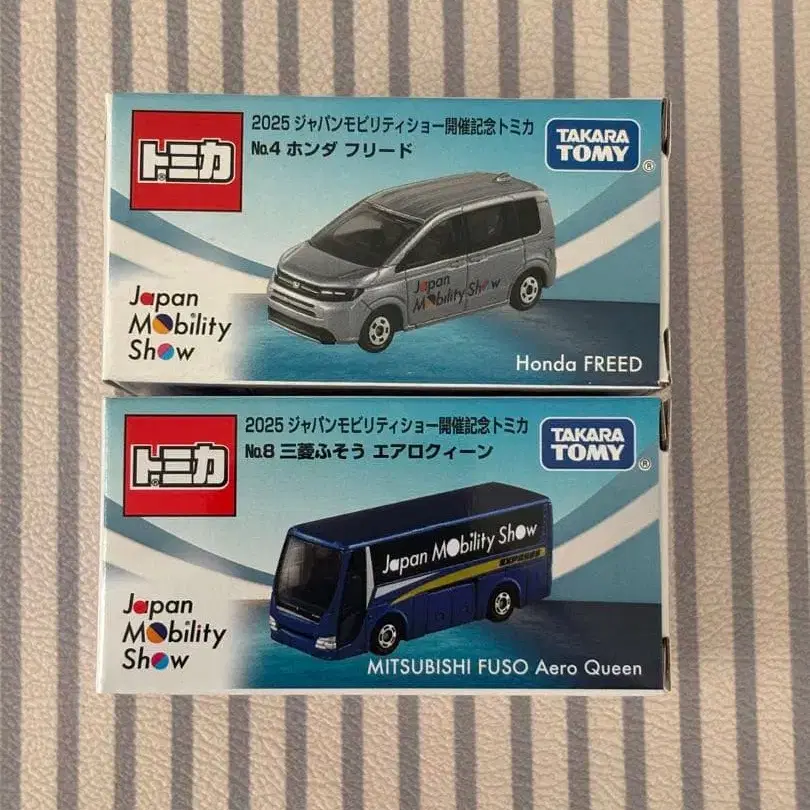 トミカ®
2025 ジャパンモビリティショー開催記念トミカ
No.4 ホンダ フリード
TAKARA
TOMY®
Japan
Mobility
Show
Japan
Mobility Show
Honda FREED
トミカ®
2025 ジャパンモビリティショー開催記念トミカ
No.8 三菱ふそう エアロクィーン
TAKARA
TOMY®
Japan
Mobility
Show
Japan Mobility Show
MITSUBISHI FUSO Aero Queen